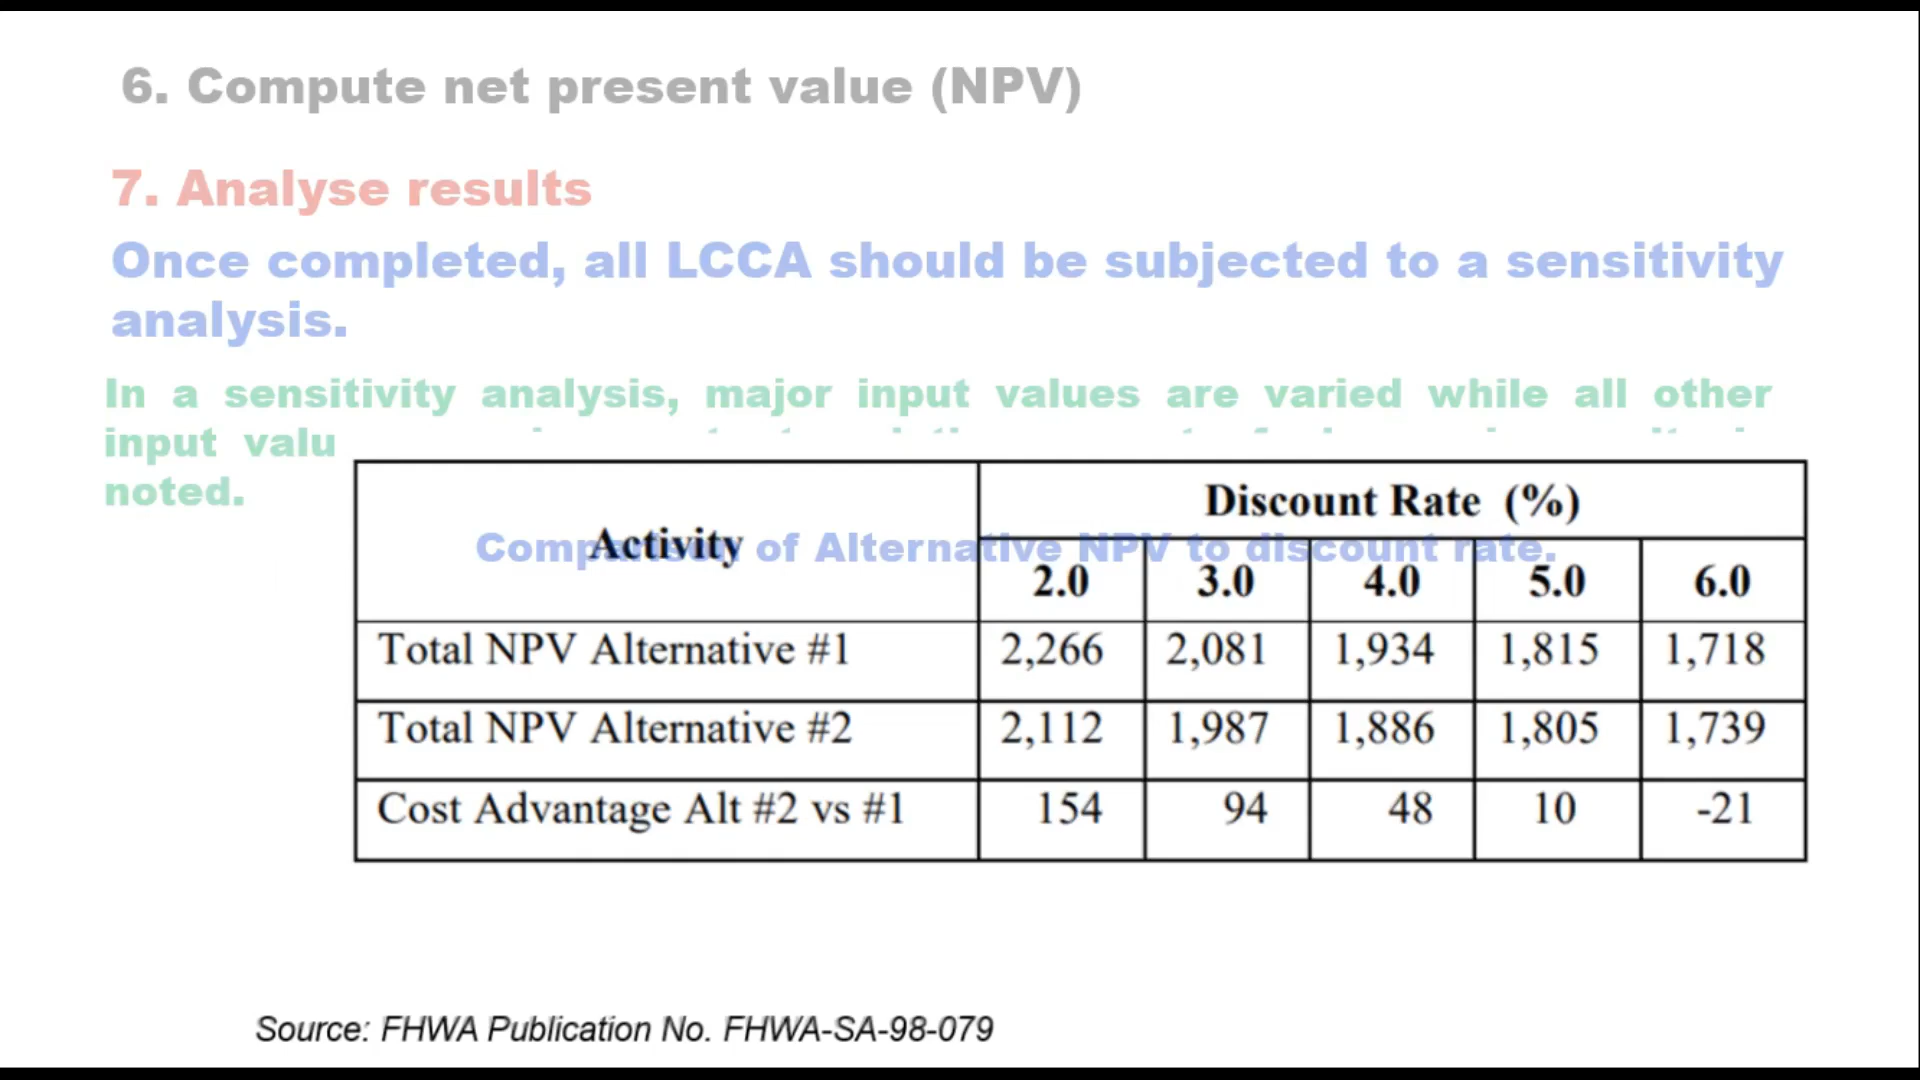 6. Compute net present value (NPV)
7. Analyse results
Once completed, all LCCA should be subjected to a sensitivity
analysis.
In a sensitivity analysis, major input values are varied while all other
input valu
noted.
Comparison of Alternative NPV to discount rate.
Activity Discount Rate (%)
2.0 3.0 4.0 5.0 6.0
Total NPV Alternative #1 2,266 2,081 1,934 1,815 1,718
Total NPV Alternative #2 2,112 1,987 1,886 1,805 1,739
Cost Advantage Alt #2 vs #1 154 94 48 10 -21
Source: FHWA Publication No. FHWA-SA-98-079